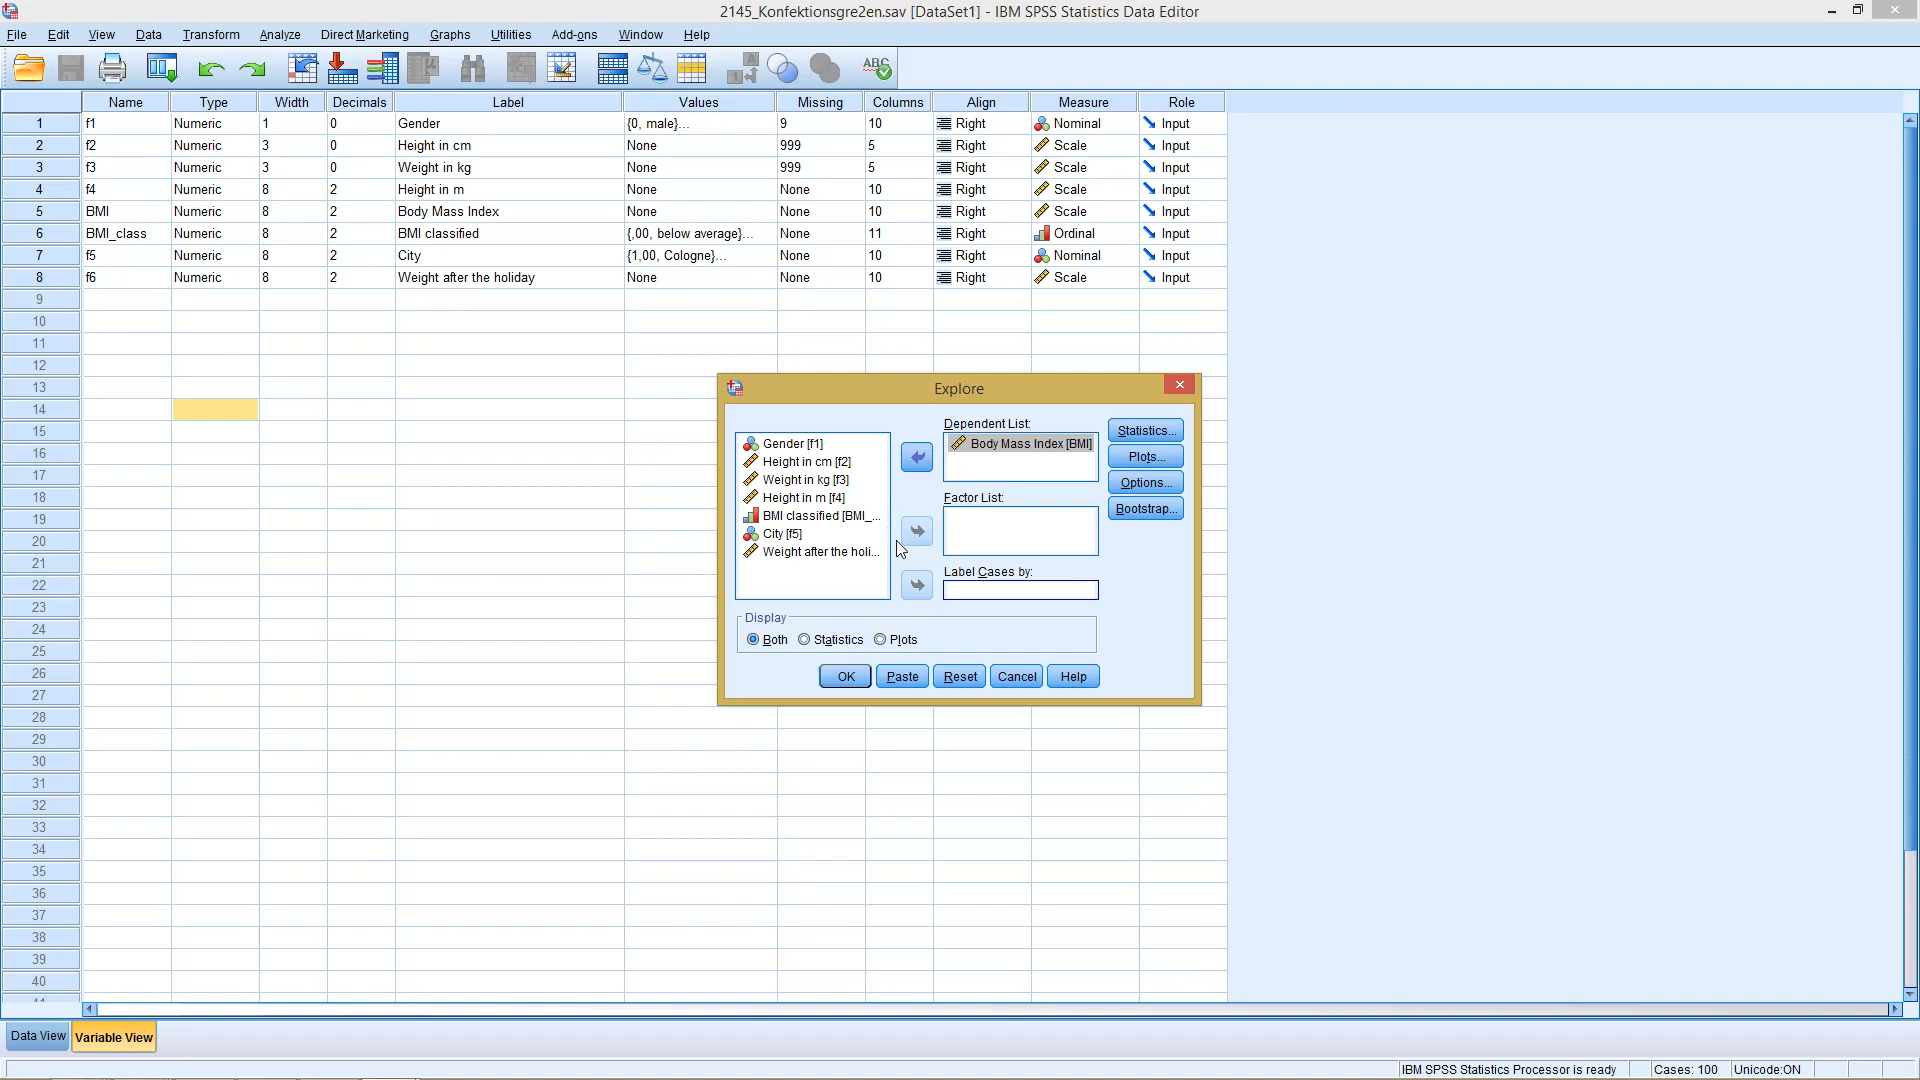 2145_Konfektionsgre2en.sav [DataSet1] - IBM SPSS Statistics Data Editor
File Edit View Data Transform Analyze Direct Marketing Graphs Utilities Add-ons Window Help
Name Type Width Decimals Label Values Missing Columns Align Measure Role
1 f1 Numeric 1 0 Gender {0, male}... 9 10 Right Nominal Input
2 f2 Numeric 3 0 Height in cm None 999 5 Right Scale Input
3 f3 Numeric 3 0 Weight in kg None 999 5 Right Scale Input
4 f4 Numeric 8 2 Height in m None None 10 Right Scale Input
5 BMI Numeric 8 2 Body Mass Index None None 10 Right Scale Input
6 BMI_class Numeric 8 2 BMI classified {,00, below average}... None 11 Right Ordinal Input
7 f5 Numeric 8 2 City {1,00, Cologne}... None 10 Right Nominal Input
8 f6 Numeric 8 2 Weight after the holiday None None 10 Right Scale Input
9
10
11
12
13
14
15
16
17
18
19
20
21
22
23
24
25
26
27
28
29
30
31
32
33
34
35
36
37
38
39
40
Explore
Dependent List:
Gender [f1]
Height in cm [f2]
Weight in kg [f3]
Height in m [f4]
BMI classified [BMI_...
City [f5]
Weight after the holi...
Body Mass Index [BMI]
Factor List:
Label Cases by:
Statistics...
Plots...
Options...
Bootstrap...
Display
Both Statistics Plots
OK Paste Reset Cancel Help
Data View Variable View
IBM SPSS Statistics Processor is ready Cases: 100 Unicode:ON